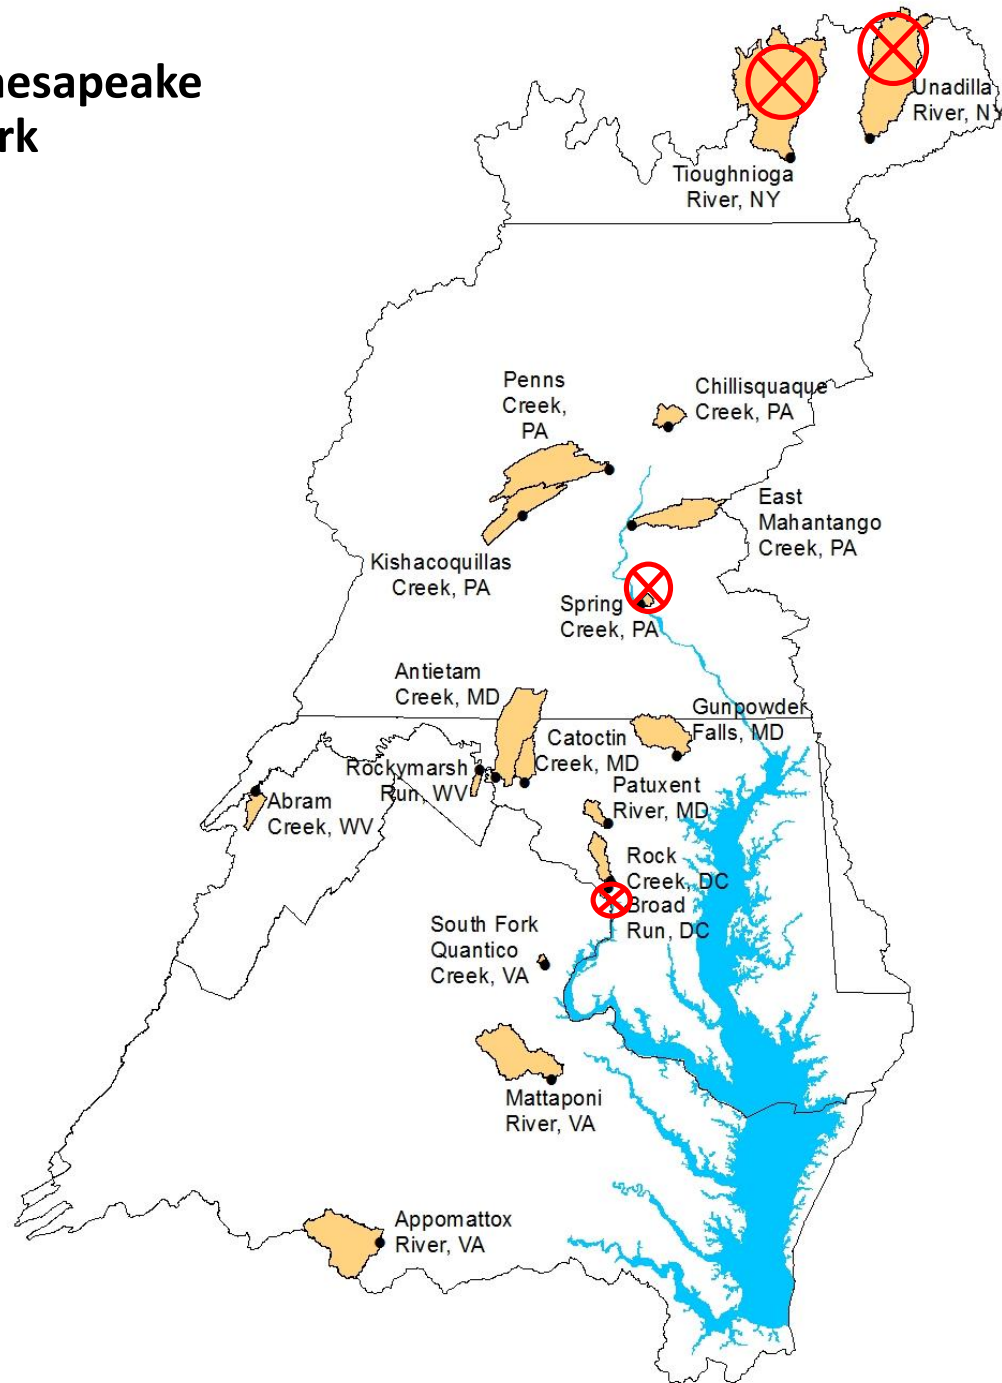 nesapeake
rk
Unadilla
River, NY
Tioughnioga
River, NY
Penns
Creek,
PA
Chillisquaque
Creek, PA
East
Mahantango
Creek, PA
Kishacoquillas
Creek, PA
Spring
Creek, PA
Antietam
Creek, MD
Gunpowder
Falls, MD
Catoctin
Creek, MD
Rockymarsh
Run, WV
Patuxent
River, MD
Abram
Creek, WV
Rock
Creek, DC
Broad
Run, DC
South Fork
Quantico
Creek, VA
Mattaponi
River, VA
Appomattox
River, VA